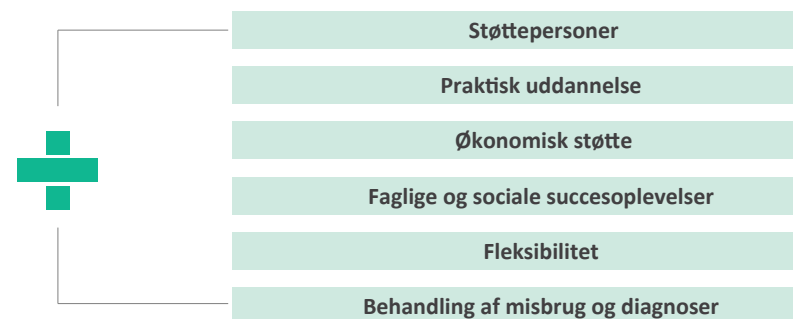 Støttepersoner
Praktisk uddannelse
Økonomisk støtte
Faglige og sociale succesoplevelser
Fleksibilitet
Behandling af misbrug og diagnoser